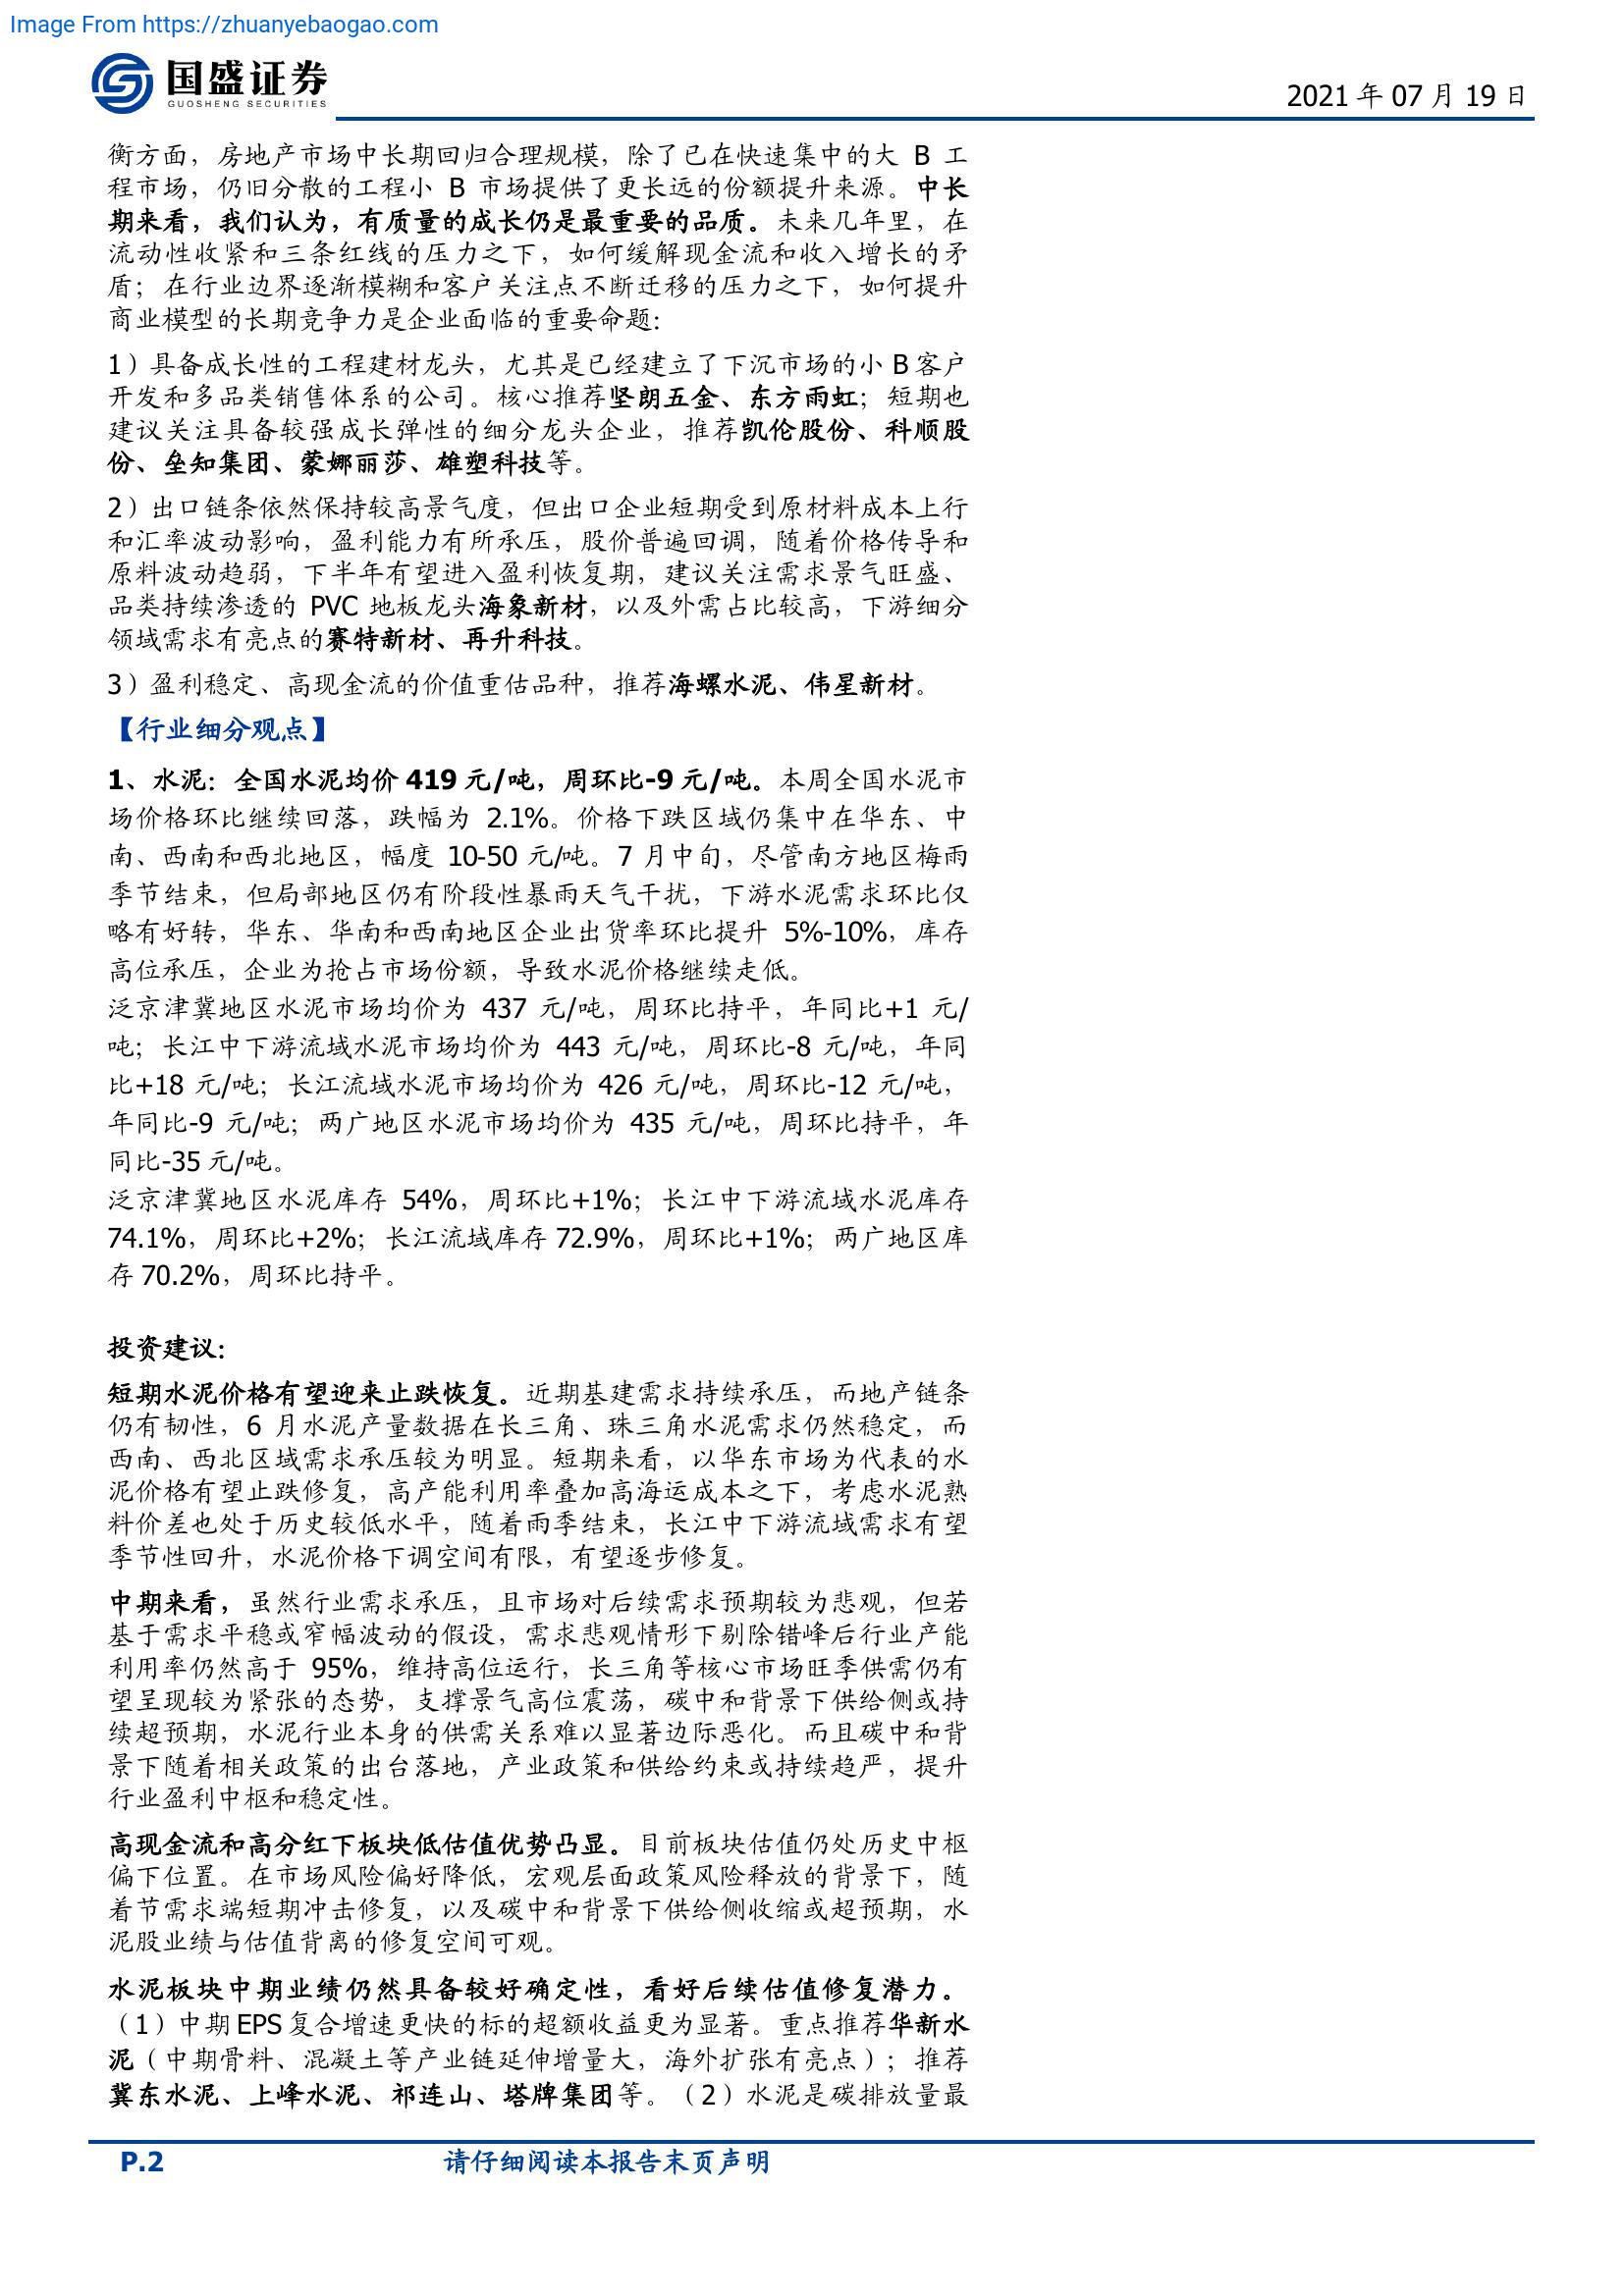 Image From https://zhuanyebaogao.com
国盛证券
GUOSHENG SECURITIES
2021 年 07 月 19 日
衡方面，房地产市场中长期回归合理规模，除了已在快速集中的大 B 工
程市场，仍旧分散的工程小 B 市场提供了更长远的份额提升来源。中长
期来看，我们认为，有质量的成长仍是最重要的品质。未来几年里，在
流动性收紧和三条红线的压力之下，如何缓解现金流和收入增长的矛
盾；在行业边界逐渐模糊和客户关注点不断迁移的压力之下，如何提升
商业模型的长期竞争力是企业面临的重要命题：
1）具备成长性的工程建材龙头，尤其是已经建立了下沉市场的小 B 客户
开发和多品类销售体系的公司。核心推荐坚朗五金、东方雨虹；短期也
建议关注具备较强成长弹性的细分龙头企业，推荐凯伦股份、科顺股
份、垒知集团、蒙娜丽莎、雄塑科技等。
2）出口链条依然保持较高景气度，但出口企业短期受到原材料成本上行
和汇率波动影响，盈利能力有所承压，股价普遍回调，随着价格传导和
原料波动趋弱，下半年有望进入盈利恢复期，建议关注需求景气旺盛、
品类持续渗透的 PVC 地板龙头海象新材，以及外需占比较高，下游细分
领域需求有亮点的赛特新材、再升科技。
3）盈利稳定、高现金流的价值重估品种，推荐海螺水泥、伟星新材。
【行业细分观点】
1、水泥：全国水泥均价 419 元/吨，周环比-9 元/吨。本周全国水泥市
场价格环比继续回落，跌幅为 2.1%。价格下跌区域仍集中在华东、中
南、西南和西北地区，幅度 10-50 元/吨。7 月中旬，尽管南方地区梅雨
季节结束，但局部地区仍有阶段性暴雨天气干扰，下游水泥需求环比仅
略有好转，华东、华南和西南地区企业出货率环比提升 5%-10%，库存
高位承压，企业为抢占市场份额，导致水泥价格继续走低。
泛京津冀地区水泥市场均价为 437 元/吨，周环比持平，年同比+1 元/
吨；长江中下游流域水泥市场均价为 443 元/吨，周环比-8 元/吨，年同
比+18 元/吨；长江流域水泥市场均价为 426 元/吨，周环比-12 元/吨，
年同比-9 元/吨；两广地区水泥市场均价为 435 元/吨，周环比持平，年
同比-35 元/吨。
泛京津冀地区水泥库存 54%，周环比+1%；长江中下游流域水泥库存
74.1%，周环比+2%；长江流域库存 72.9%，周环比+1%；两广地区库
存 70.2%，周环比持平。
投资建议：
短期水泥价格有望迎来止跌恢复。近期基建需求持续承压，而地产链条
仍有韧性，6 月水泥产量数据在长三角、珠三角水泥需求仍然稳定，而
西南、西北区域需求承压较为明显。短期来看，以华东市场为代表的水
泥价格有望止跌修复，高产能利用率叠加高海运成本之下，考虑水泥熟
料价差也处于历史较低水平，随着雨季结束，长江中下游流域需求有望
季节性回升，水泥价格下调空间有限，有望逐步修复。
中期来看，虽然行业需求承压，且市场对后续需求预期较为悲观，但若
基于需求平稳或窄幅波动的假设，需求悲观情形下剔除错峰后行业产能
利用率仍然高于 95%，维持高位运行，长三角等核心市场旺季供需仍有
望呈现较为紧张的态势，支撑景气高位震荡，碳中和背景下供给侧或持
续超预期，水泥行业本身的供需关系难以显著边际恶化。而且碳中和背
景下随着相关政策的出台落地，产业政策和供给约束或持续趋严，提升
行业盈利中枢和稳定性。
高现金流和高分红下板块低估值优势凸显。目前板块估值仍处历史中枢
偏下位置。在市场风险偏好降低，宏观层面政策风险释放的背景下，随
着节需求端短期冲击修复，以及碳中和背景下供给侧收缩或超预期，水
泥股业绩与估值背离的修复空间可观。
水泥板块中期业绩仍然具备较好确定性，看好后续估值修复潜力。
（1）中期 EPS 复合增速更快的标的超额收益更为显著。重点推荐华新水
泥（中期骨料、混凝土等产业链延伸增量大，海外扩张有亮点）；推荐
冀东水泥、上峰水泥、祁连山、塔牌集团等。（2）水泥是碳排放量最
P.2
请仔细阅读本报告末页声明